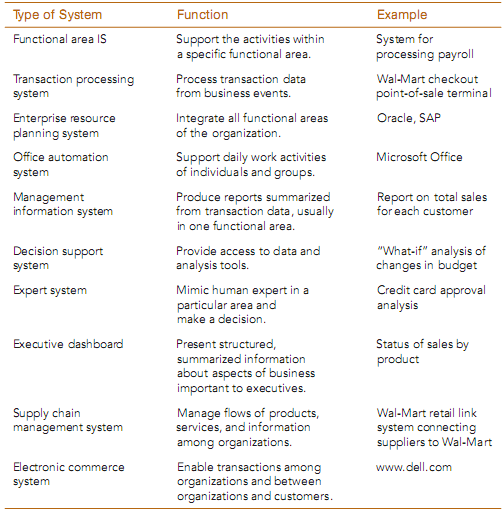 Type of System Function Example
Functional area IS Support the activities within System for
a specific functional area. processing payroll
Transaction processing Process transaction data Wal-Mart checkout
system from business events. point-of-sale terminal
Enterprise resource Integrate all functional areas Oracle, SAP
planning system of the organization.
Office automation Support daily work activities Microsoft Office
system of individuals and groups.
Management Produce reports summarized Report on total sales
information system from transaction data, usually for each customer
in one functional area.
Decision support Provide access to data and “What-if” analysis of
system analysis tools. changes in budget
Expert system Mimic human expert in a Credit card approval
particular area and analysis
make a decision.
Executive dashboard Present structured, Status of sales by
summarized information product
about aspects of business
important to executives.
Supply chain Manage flows of products, Wal-Mart retail link
management system services, and information system connecting
among organizations. suppliers to Wal-Mart
Electronic commerce Enable transactions among www.dell.com
system organizations and between
organizations and customers.